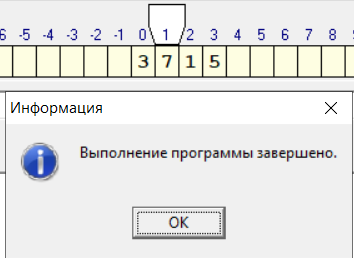 -6 -5 -4 -3 -2 -1 0 1 2 3 4 5 6 7 8
3 7 1 5
Информация
Выполнение программы завершено.
OK